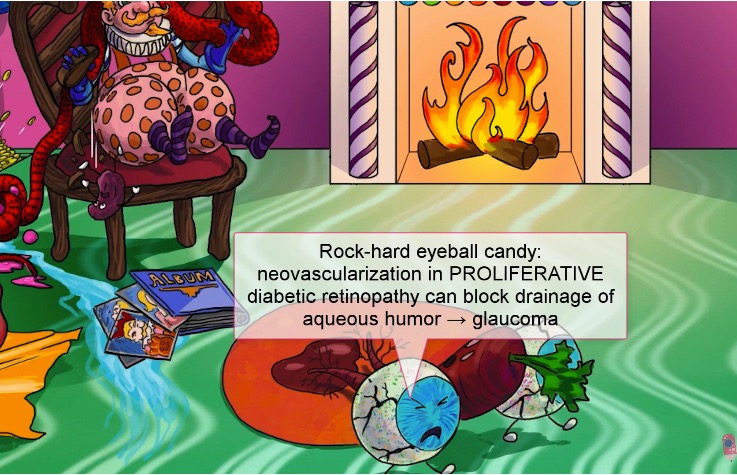 Rock-hard eyeball candy:
neovascularization in PROLIFERATIVE
diabetic retinopathy can block drainage of
aqueous humor → glaucoma
ALBUM